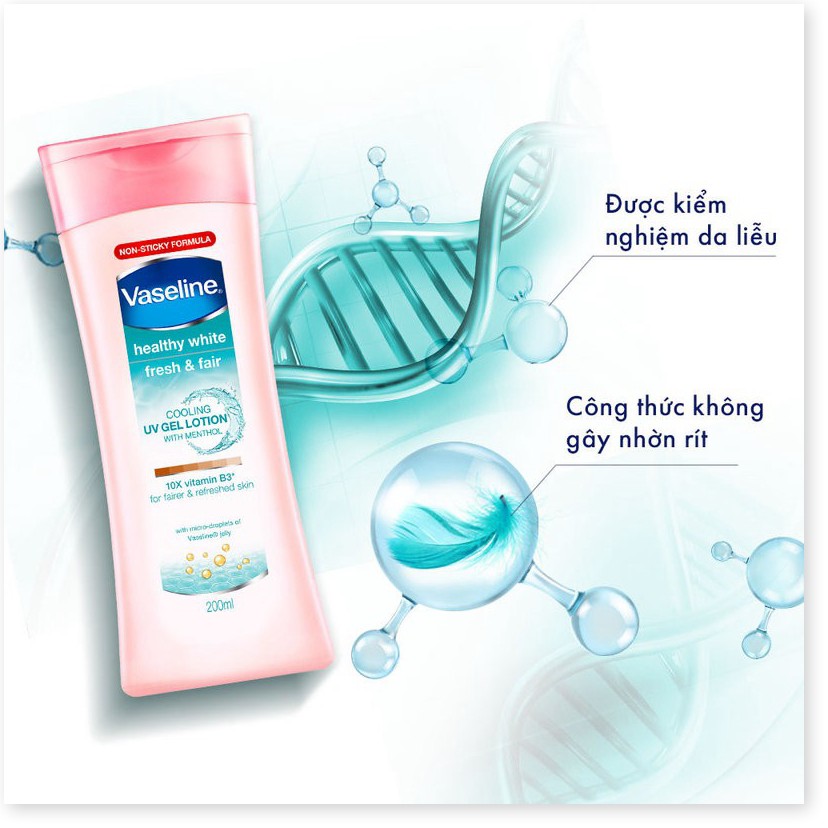 NON-STICKY FORMULA
Vaseline®
healthy white
fresh & fair
COOLING
UV GEL LOTION
WITH MENTHOL
10X vitamin B3*
for fairer & refreshed skin
with micro-droplets of
Vaseline® jelly
200ml
Được kiểm
nghiệm da liễu
Công thức không
gây nhờn rít